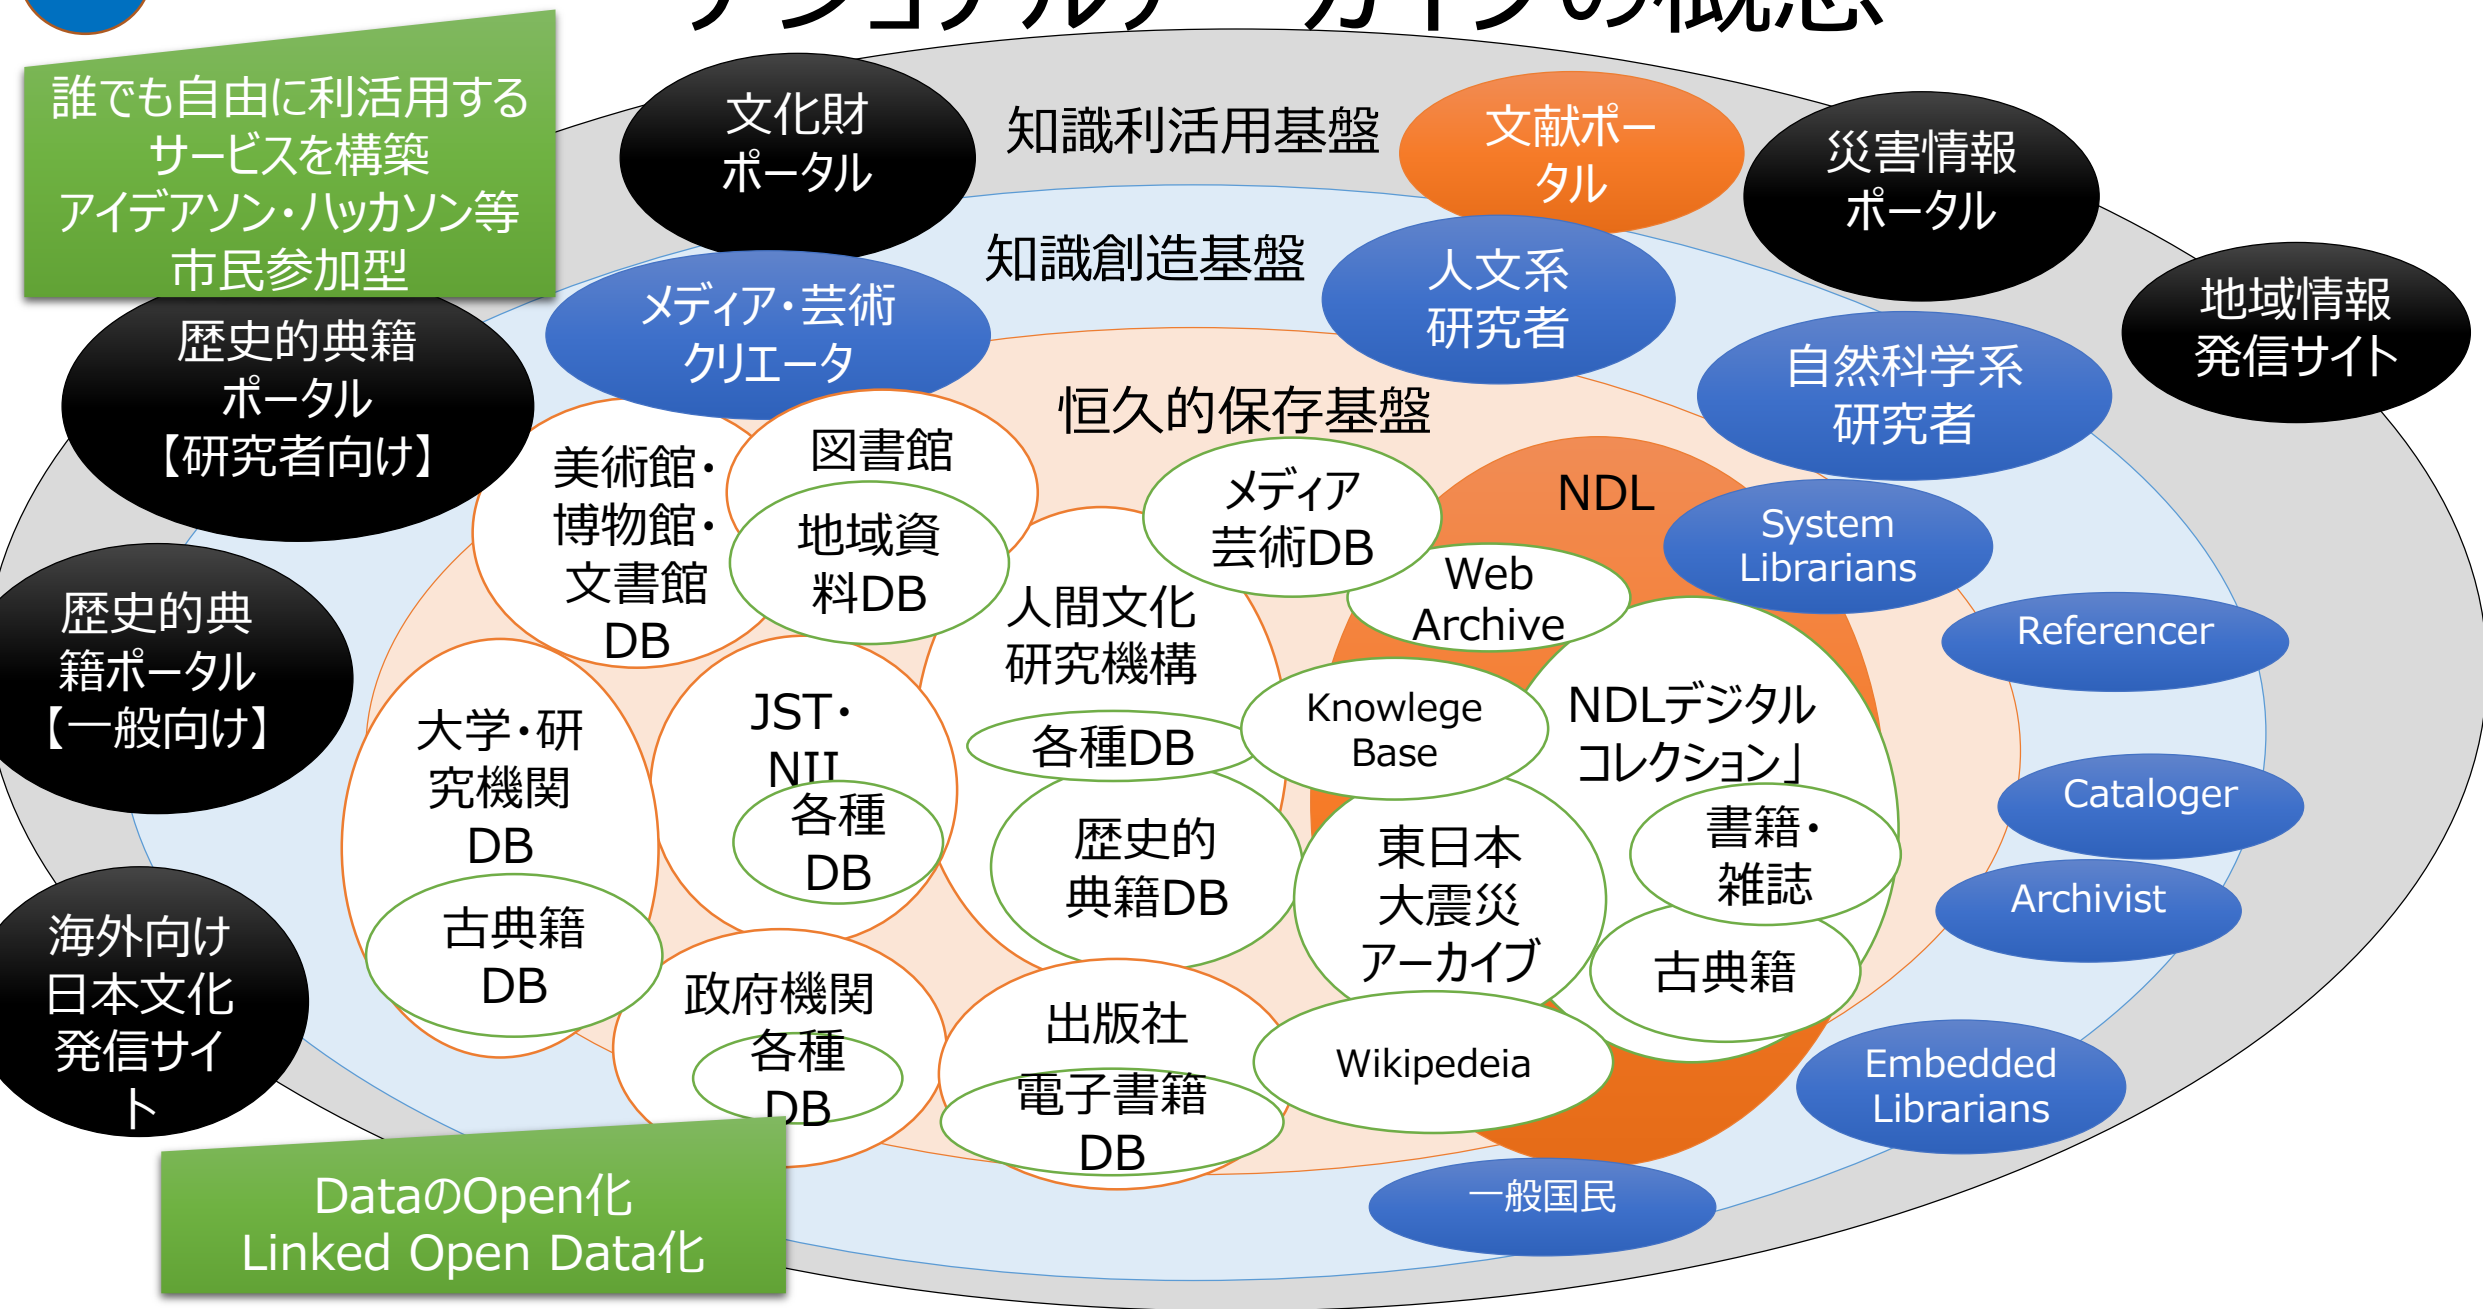 ナショナルアーカイブの概念
誰でも自由に利活用する
サービスを構築
アイデアソン・ハッカソン等
市民参加型
文化財
ポータル
知識利活用基盤
文献ポー
タル
災害情報
ポータル
地域情報
発信サイト
知識創造基盤
メディア・芸術
クリエータ
人文系
研究者
自然科学系
研究者
歴史的典籍
ポータル
【研究者向け】
恒久的保存基盤
美術館・
博物館・
文書館
DB
図書館
地域資
料DB
メディア
芸術DB
NDL
System
Librarians
Web
Archive
人間文化
研究機構
Referencer
歴史的典
籍ポータル
【一般向け】
大学・研
究機関
DB
JST・
NII
各種
DB
各種DB
Knowlege
Base
NDLデジタル
コレクション」
Cataloger
書籍・
雑誌
歴史的
典籍DB
東日本
大震災
アーカイブ
Archivist
古典籍
DB
古典籍
海外向け
日本文化
発信サイ
ト
政府機関
各種
DB
出版社
電子書籍
DB
Wikipedeia
Embedded
Librarians
一般国民
DataのOpen化
Linked Open Data化